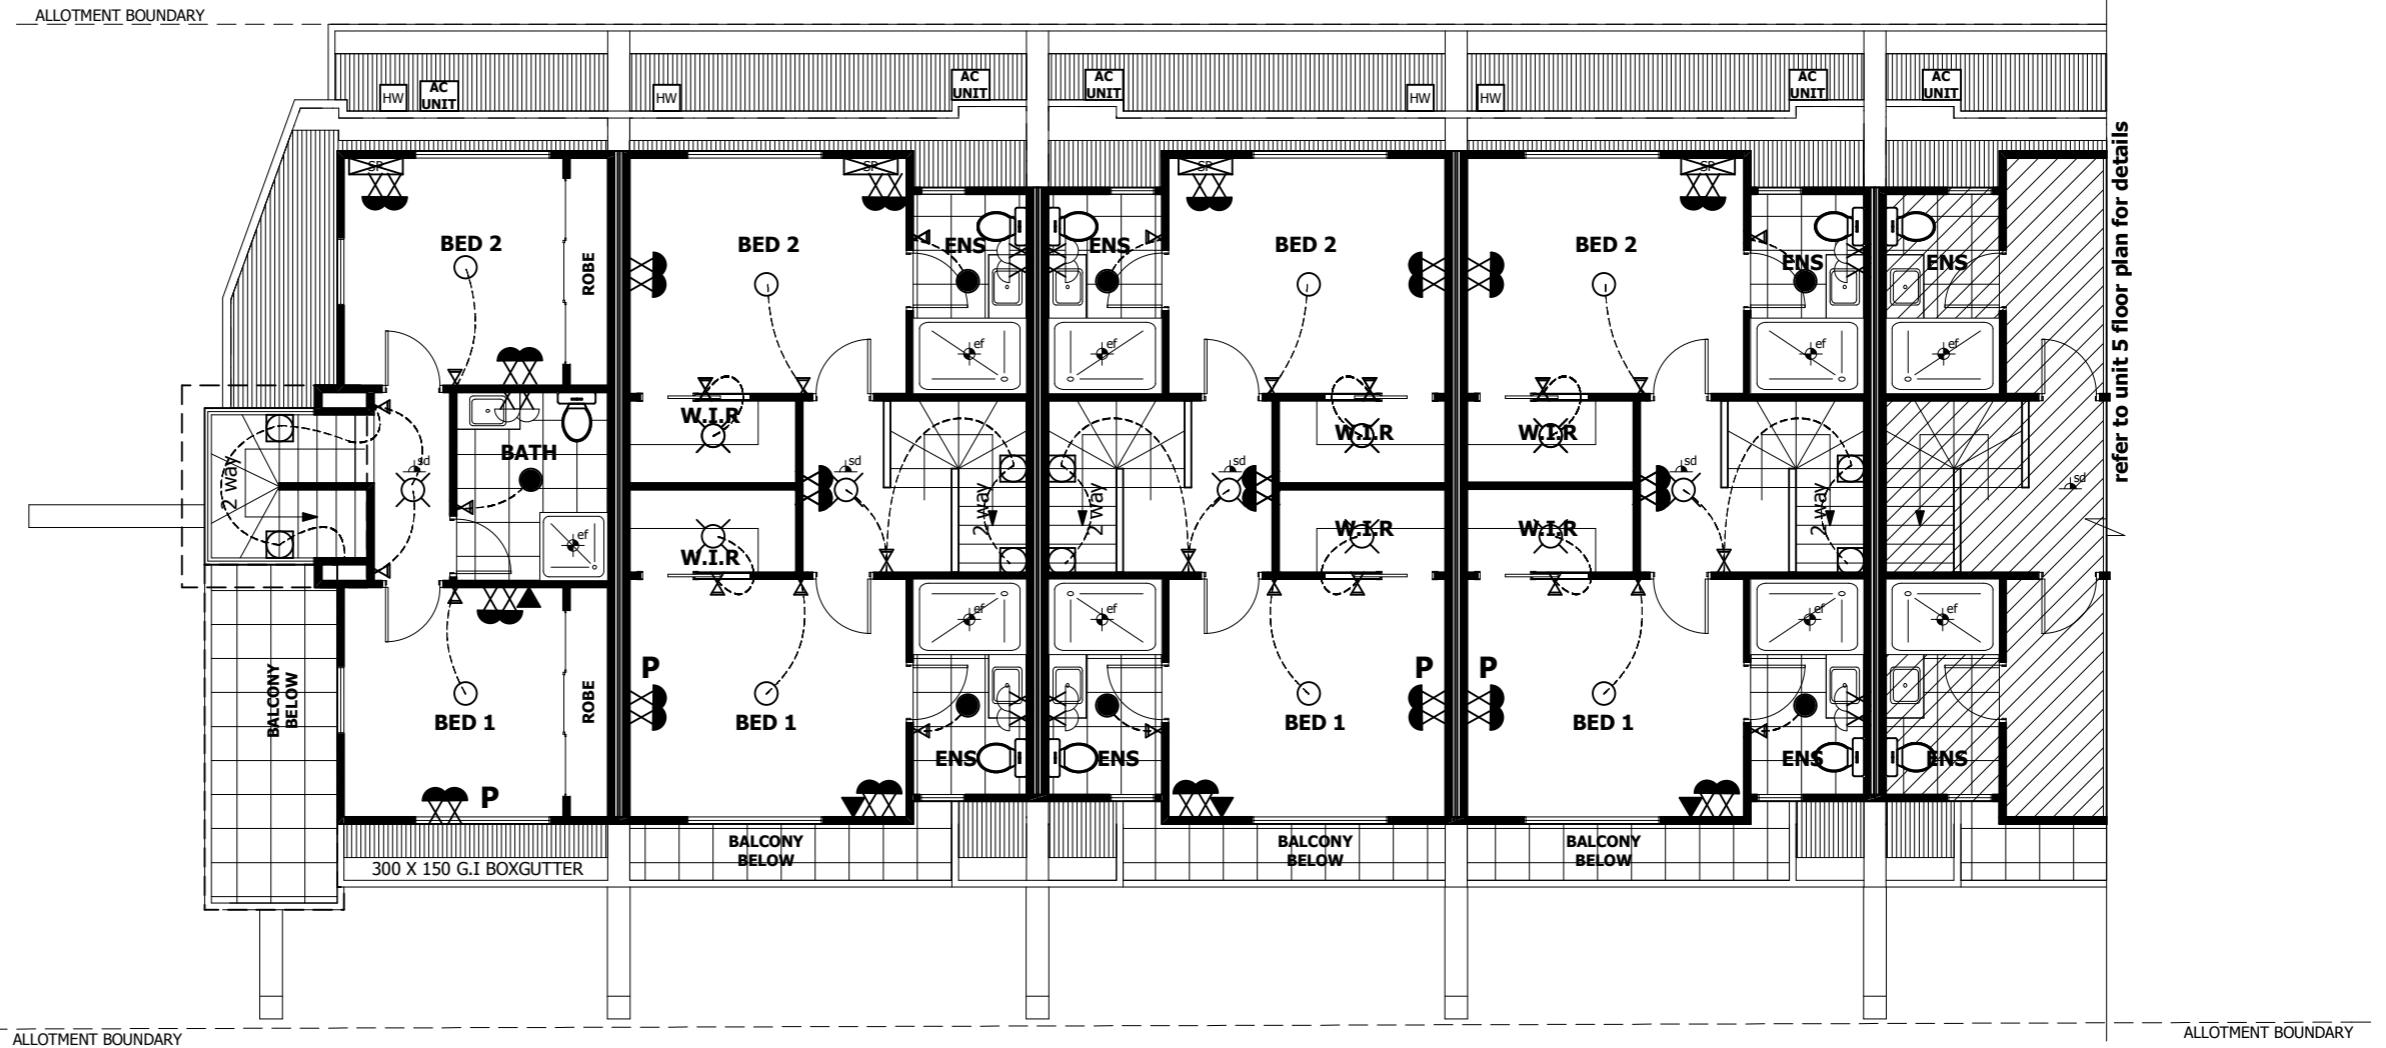 ALLOTMENT BOUNDARY
HW
AC
UNIT
HW
AC
UNIT
AC
UNIT
HW
HW
AC
UNIT
AC
UNIT
SP
SP
SP
SP
BED 2
ROBE
BED 2
ENS
ENS
BED 2
BED 2
ENS
ENS
refer to unit 5 floor plan for details
ef
ef
ef
ef
ef
W.I.R
W.I.R
W.I.R
2 way
sd
BATH
sd
sd
sd
sd
ef
2 way
2 way
2 way
W.I.R
W.I.R
W.I.R
ef
ef
ef
ef
BALCONY
BELOW
BED 1
ROBE
P
BED 1
P
BED 1
P
BED 1
ENS
ENS
ENS
ENS
P
300 X 150 G.I BOXGUTTER
BALCONY
BELOW
BALCONY
BELOW
BALCONY
BELOW
ALLOTMENT BOUNDARY
ALLOTMENT BOUNDARY